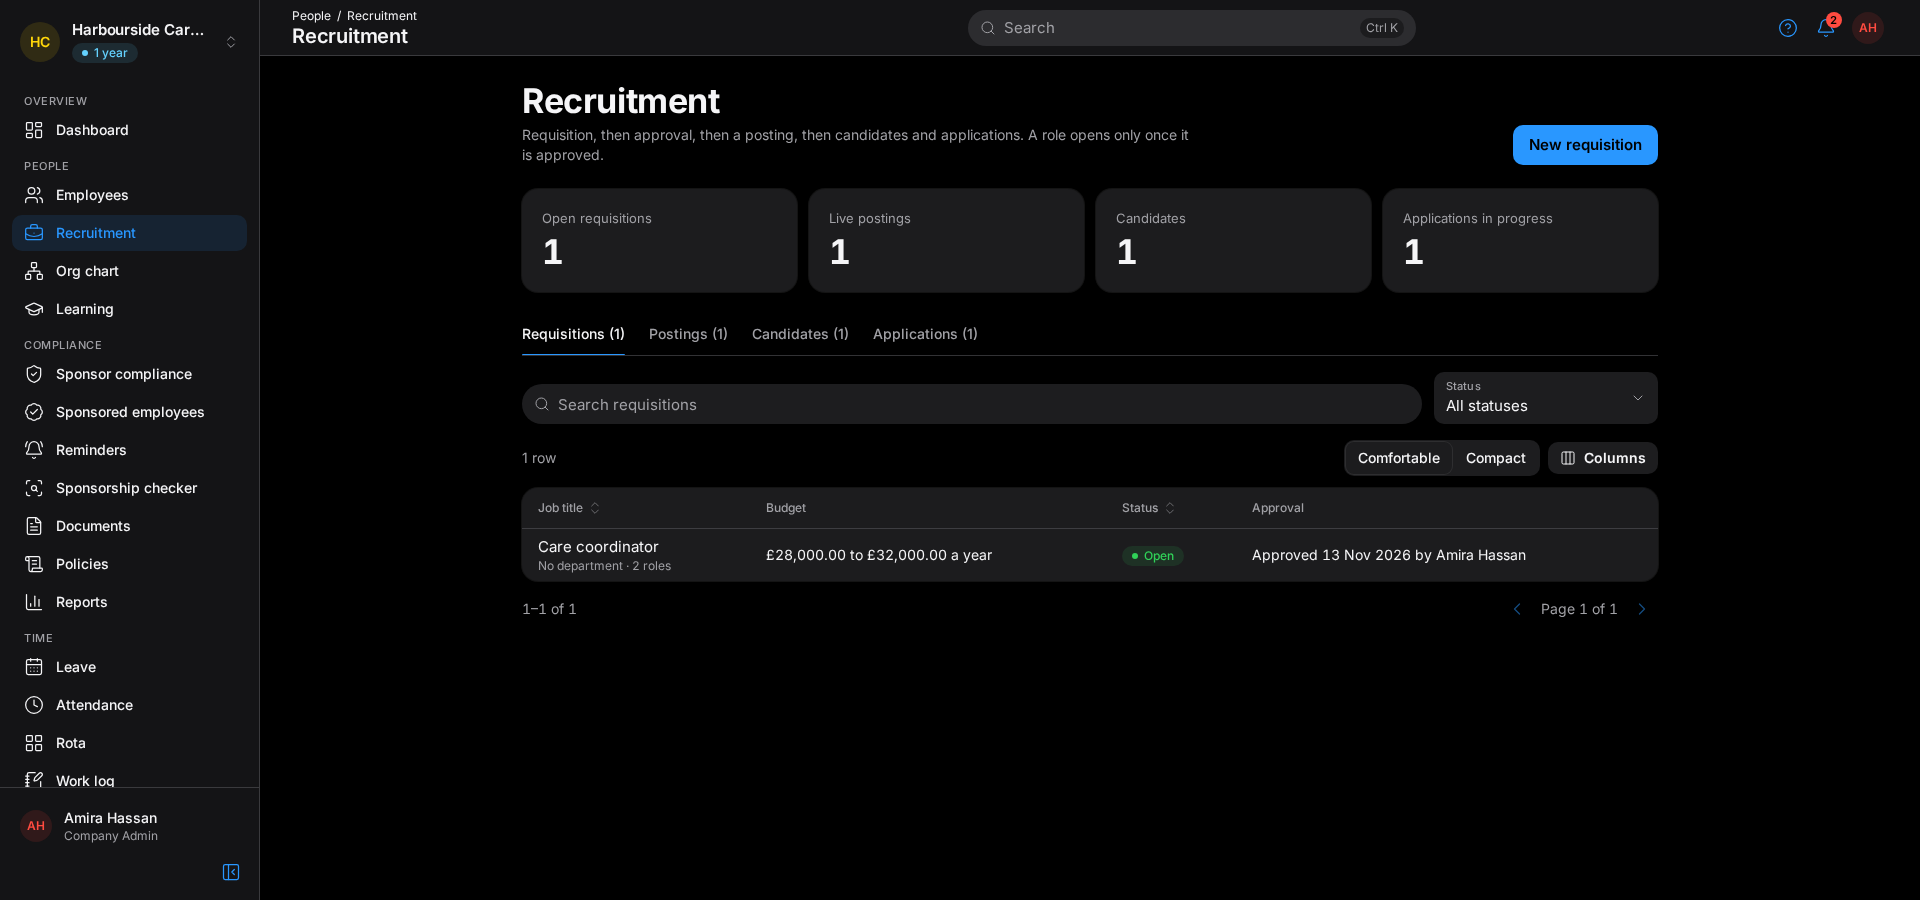 HC
Harbourside Car...
1 year
OVERVIEW
Dashboard
PEOPLE
Employees
Recruitment
Org chart
Learning
COMPLIANCE
Sponsor compliance
Sponsored employees
Reminders
Sponsorship checker
Documents
Policies
Reports
TIME
Leave
Attendance
Rota
Work log
AH
Amira Hassan
Company Admin
People / Recruitment
Recruitment
Search
Ctrl K
2
AH
Recruitment
Requisition, then approval, then a posting, then candidates and applications. A role opens only once it
is approved.
New requisition
Open requisitions
1
Live postings
1
Candidates
1
Applications in progress
1
Requisitions (1)
Postings (1)
Candidates (1)
Applications (1)
Search requisitions
Status
All statuses
1 row
Comfortable
Compact
Columns
Job title
Budget
Status
Approval
Care coordinator
No department · 2 roles
£28,000.00 to £32,000.00 a year
Open
Approved 13 Nov 2026 by Amira Hassan
1–1 of 1
Page 1 of 1